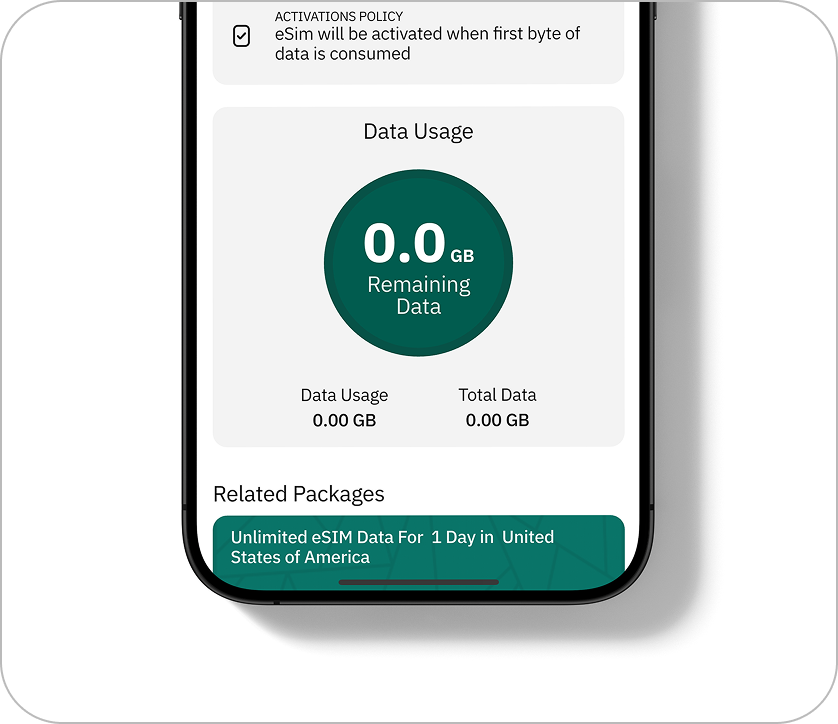 ACTIVATIONS POLICY
eSim will be activated when first byte of
data is consumed
Data Usage
0.0 GB
Remaining
Data
Data Usage
Total Data
0.00 GB
0.00 GB
Related Packages
Unlimited eSIM Data For 1 Day in United
States of America